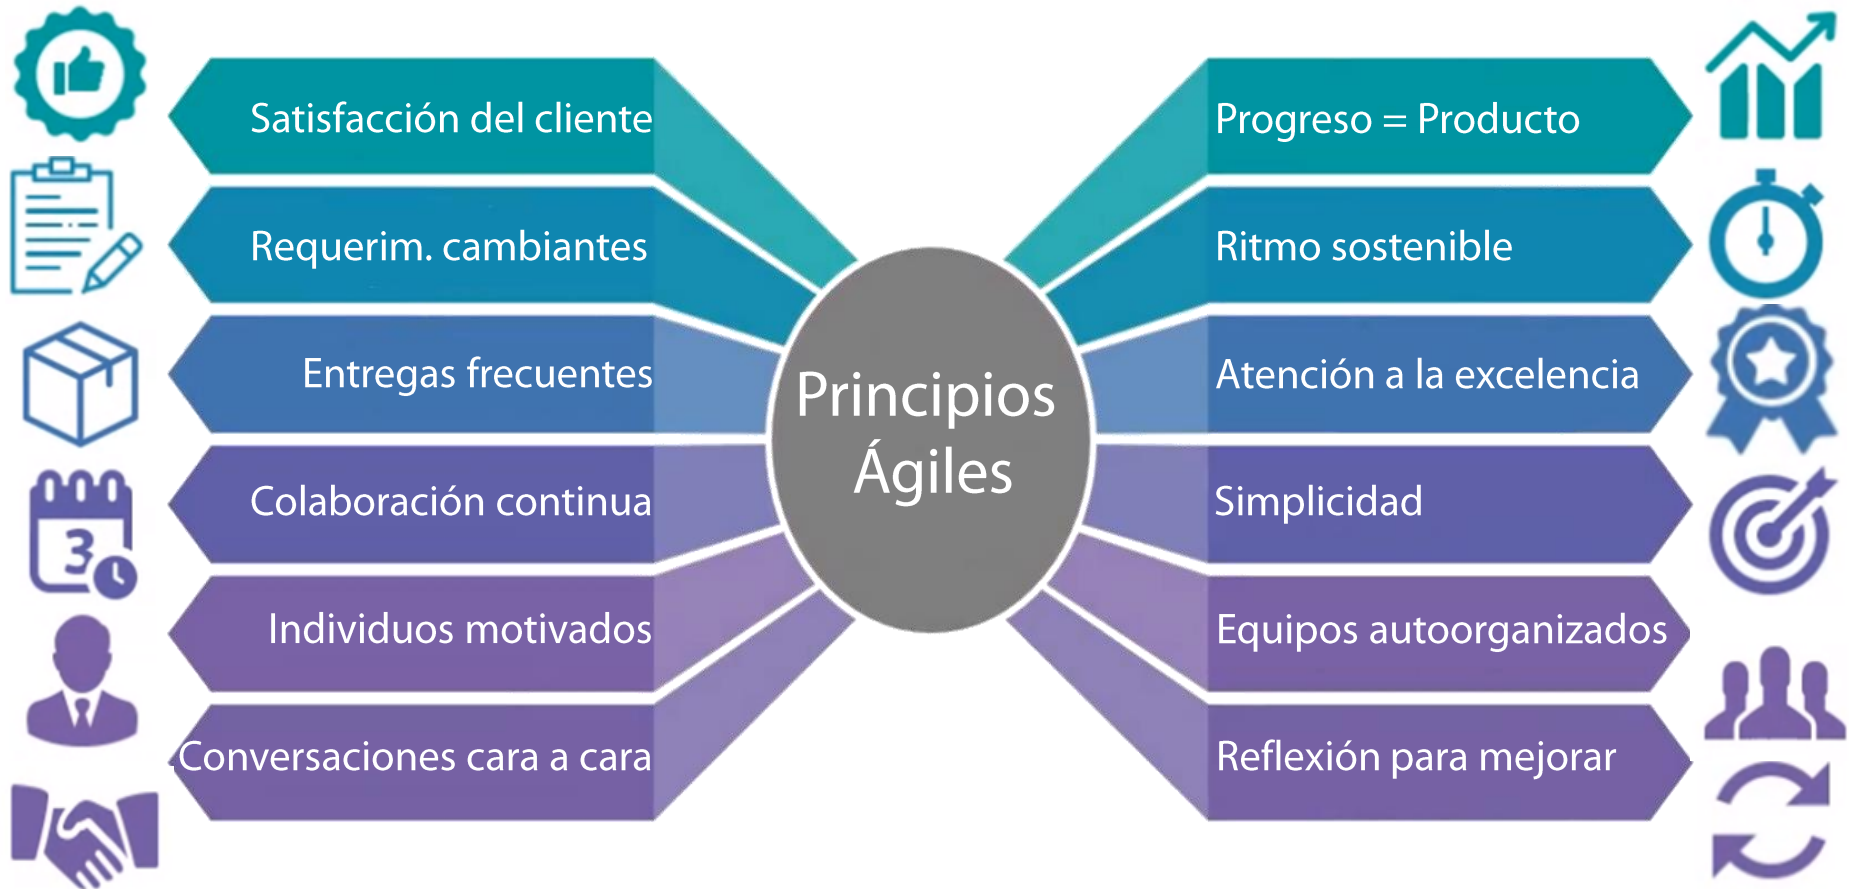 Satisfacción del cliente
Requerim. cambiantes
Entregas frecuentes
Colaboración continua
3
Individuos motivados
Conversaciones cara a cara
Principios
Ágiles
Progreso = Producto
Ritmo sostenible
Atención a la excelencia
Simplicidad
Equipos autoorganizados
Reflexión para mejorar